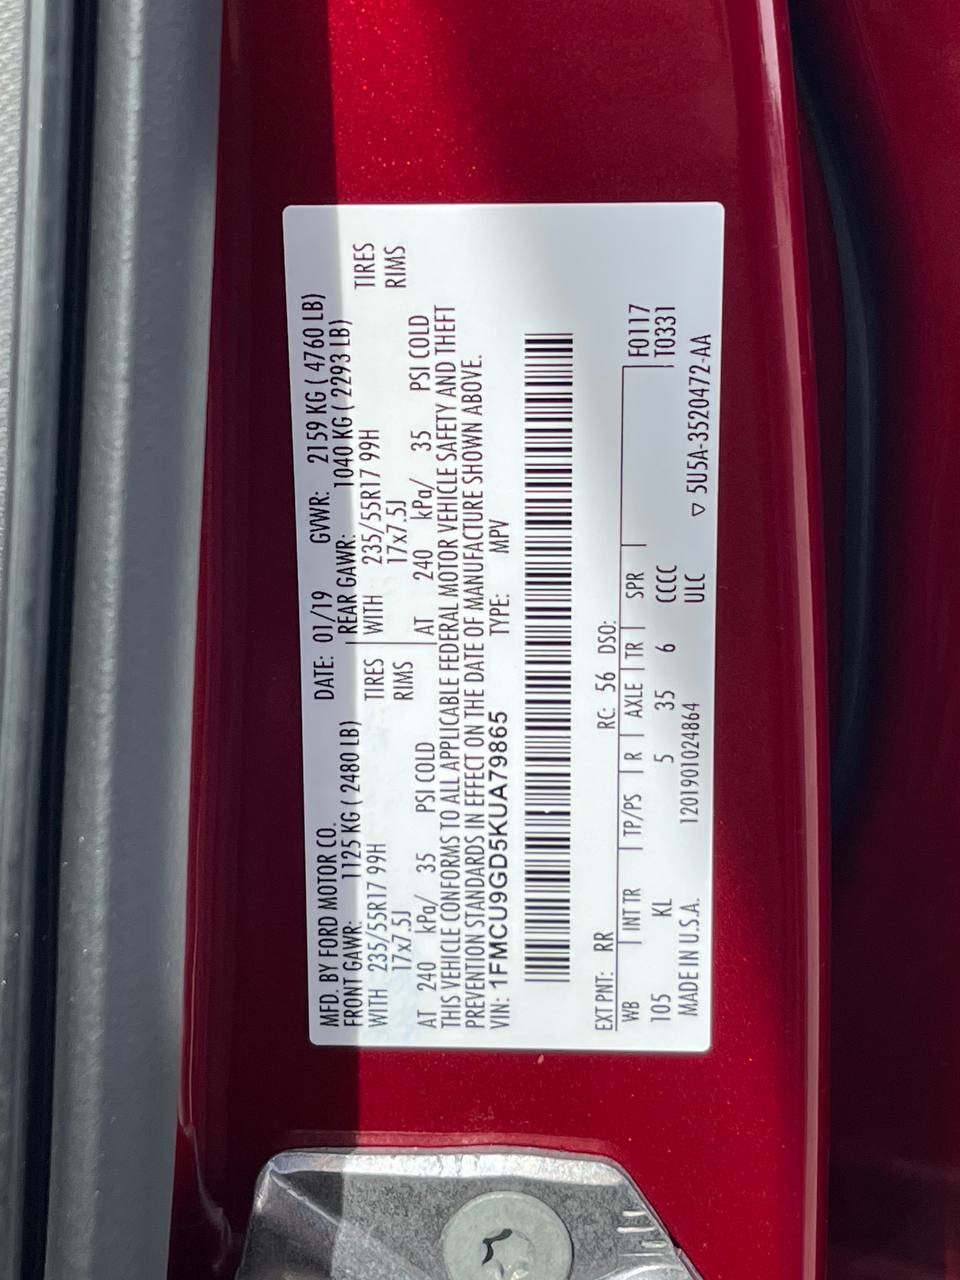 MFD. BY FORD MOTOR CO. DATE: 01/19 GVWR: 2159 KG ( 4760 LB)
FRONT GAWR: 1125 KG ( 2480 LB) REAR GAWR: 1040 KG ( 2293 LB)
WITH 235/55R17 99H TIRES WITH 235/55R17 99H TIRES
17x7.5J RIMS 17x7.5J RIMS
AT 240 kPa/ 35 PSI COLD AT 240 kPa/ 35 PSI COLD
THIS VEHICLE CONFORMS TO ALL APPLICABLE FEDERAL MOTOR VEHICLE SAFETY AND THEFT
PREVENTION STANDARDS IN EFFECT ON THE DATE OF MANUFACTURE SHOWN ABOVE.
VIN: 1FMCU9GD5KUA79865 TYPE: MPV
EXT PNT: RR RC: 56 DSO:
WB INT TR TP/PS R AXLE TR SPR F0117
105 KL 5 35 6 CCCC T0331
MADE IN U.S.A. 1201901024864 ULC
▽ 5U5A-3520472-AA